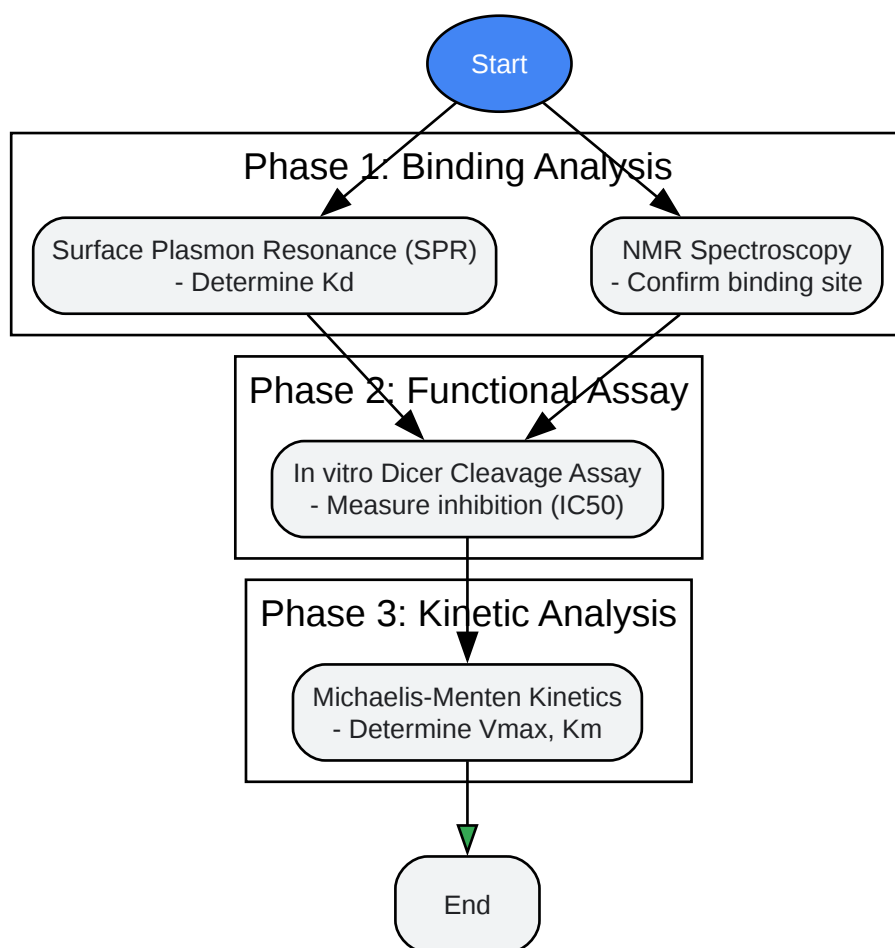 Start
Phase 1: Binding Analysis
Surface Plasmon Resonance (SPR)
- Determine Kd
NMR Spectroscopy
- Confirm binding site
Phase 2: Functional Assay
In vitro Dicer Cleavage Assay
- Measure inhibition (IC50)
Phase 3: Kinetic Analysis
Michaelis-Menten Kinetics
- Determine Vmax, Km
End